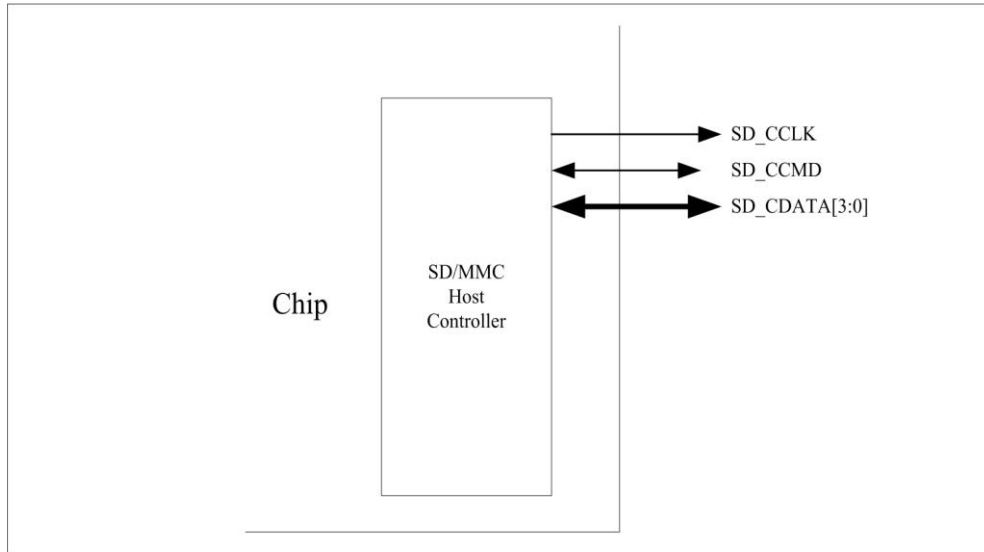 SD_CCLK
SD_CCMD
SD_CDATA[3:0]
SD/MMC
Host
Controller
Chip